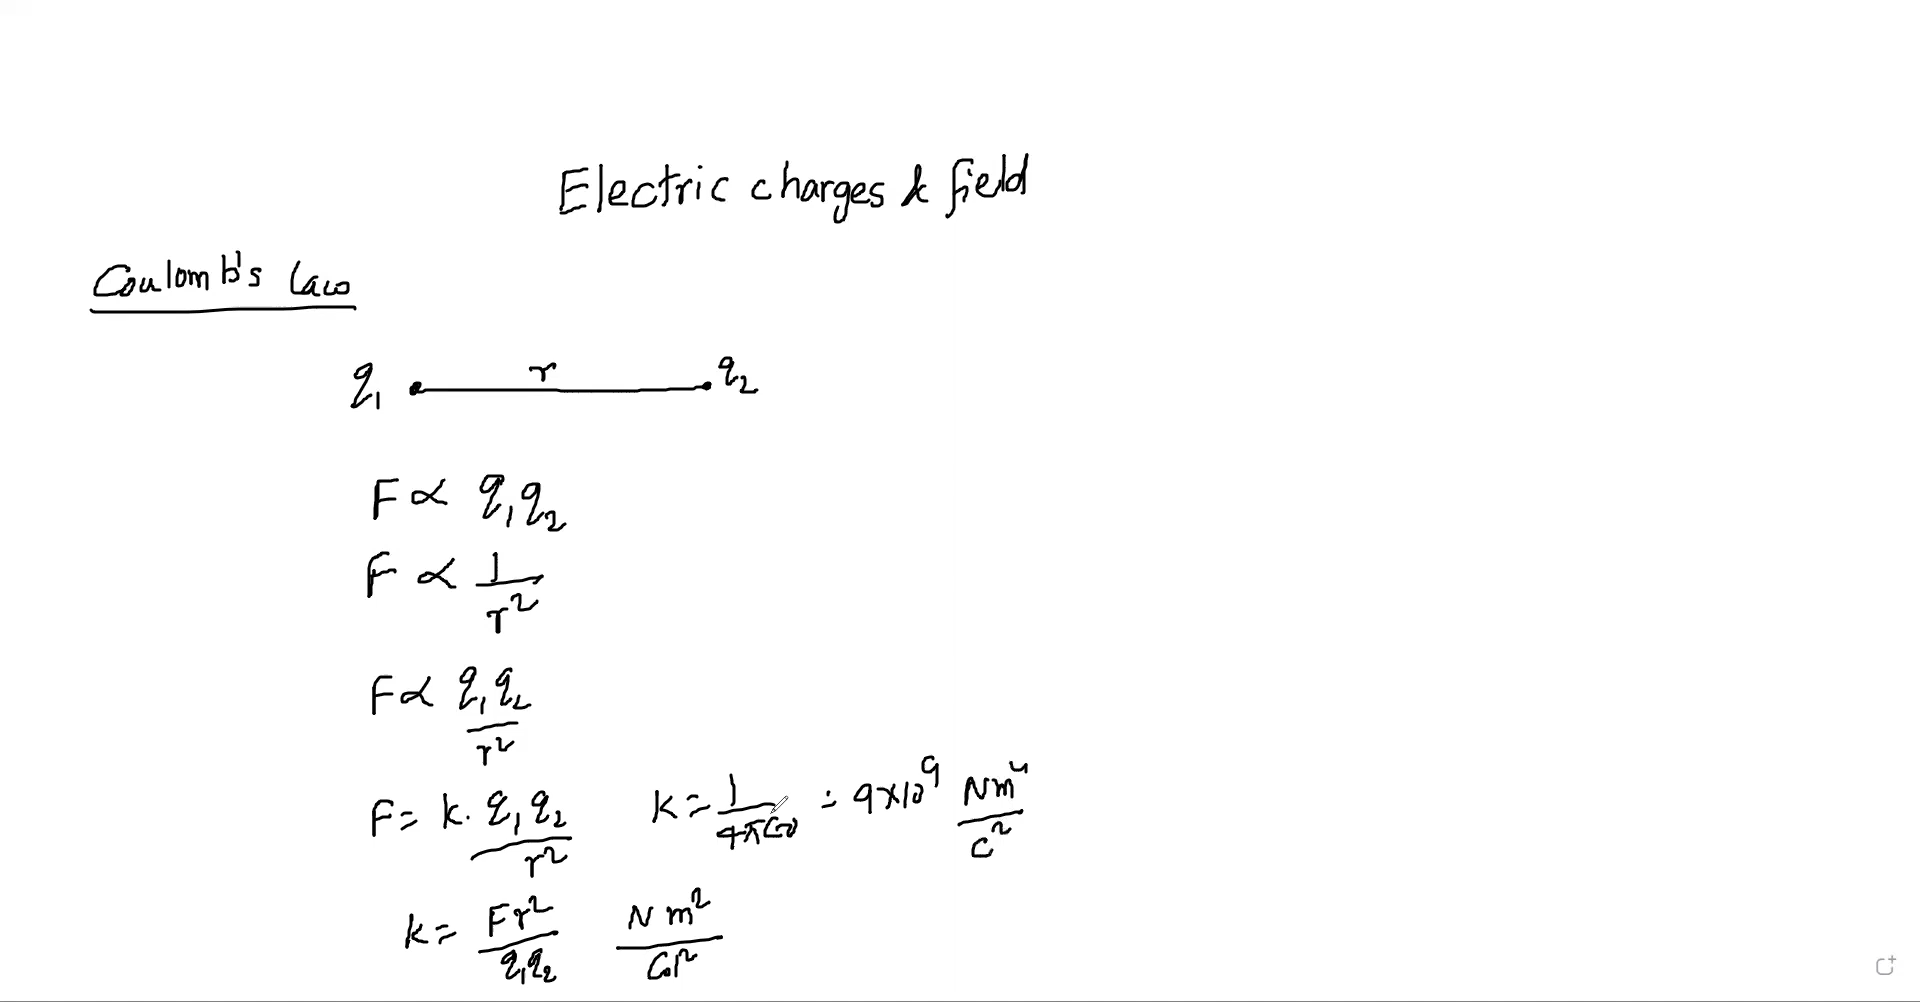 Electric charges & field
Coulomb's Law
q₁ r q₂
F ∝ q₁q₂
F ∝ 1/r²
F ∝ q₁q₂/r²
F = k. q₁q₂/r² k = 1/4πϵ₀ = 9×10⁹ Nm²/C²
k = Fr²/q₁q₂ Nm²/Col²